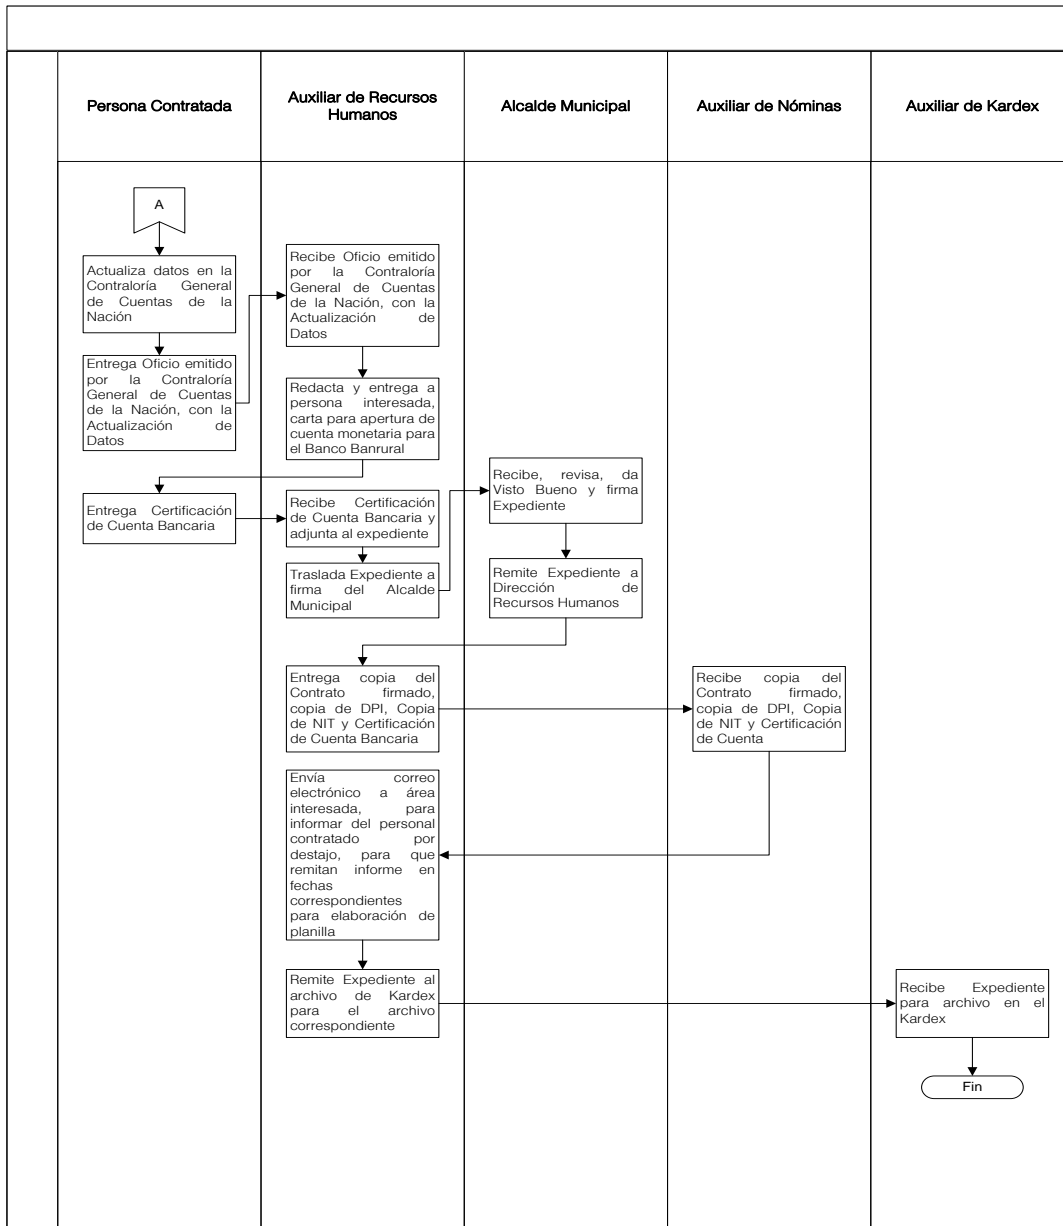 Persona Contratada
Auxiliar de Recursos
Humanos
Alcalde Municipal
Auxiliar de Nóminas
Auxiliar de Kardex
A
Actualiza datos en la
Contraloría General
de Cuentas de la
Nación
Entrega Oficio emitido
por la Contraloría
General de Cuentas
de la Nación, con la
Actualización de
Datos
Recibe Oficio emitido
por la Contraloría
General de Cuentas
de la Nación, con la
Actualización de
Datos
Redacta y entrega a
persona interesada,
carta para apertura de
cuenta monetaria para
el Banco Banrural
Entrega Certificación
de Cuenta Bancaria
Recibe Certificación
de Cuenta Bancaria y
adjunta al expediente
Traslada Expediente a
firma del Alcalde
Municipal
Recibe, revisa, da
Visto Bueno y firma
Expediente
Remite Expediente a
Dirección de
Recursos Humanos
Entrega copia del
Contrato firmado,
copia de DPI, Copia
de NIT y Certificación
de Cuenta Bancaria
Recibe copia del
Contrato firmado,
copia de DPI, Copia
de NIT y Certificación
de Cuenta
Envía correo
electrónico a área
interesada, para
informar del personal
contratado por
destajo, para que
remitan informe en
fechas
correspondientes
para elaboración de
planilla
Remite Expediente al
archivo de Kardex
para el archivo
correspondiente
Recibe Expediente
para archivo en el
Kardex
Fin